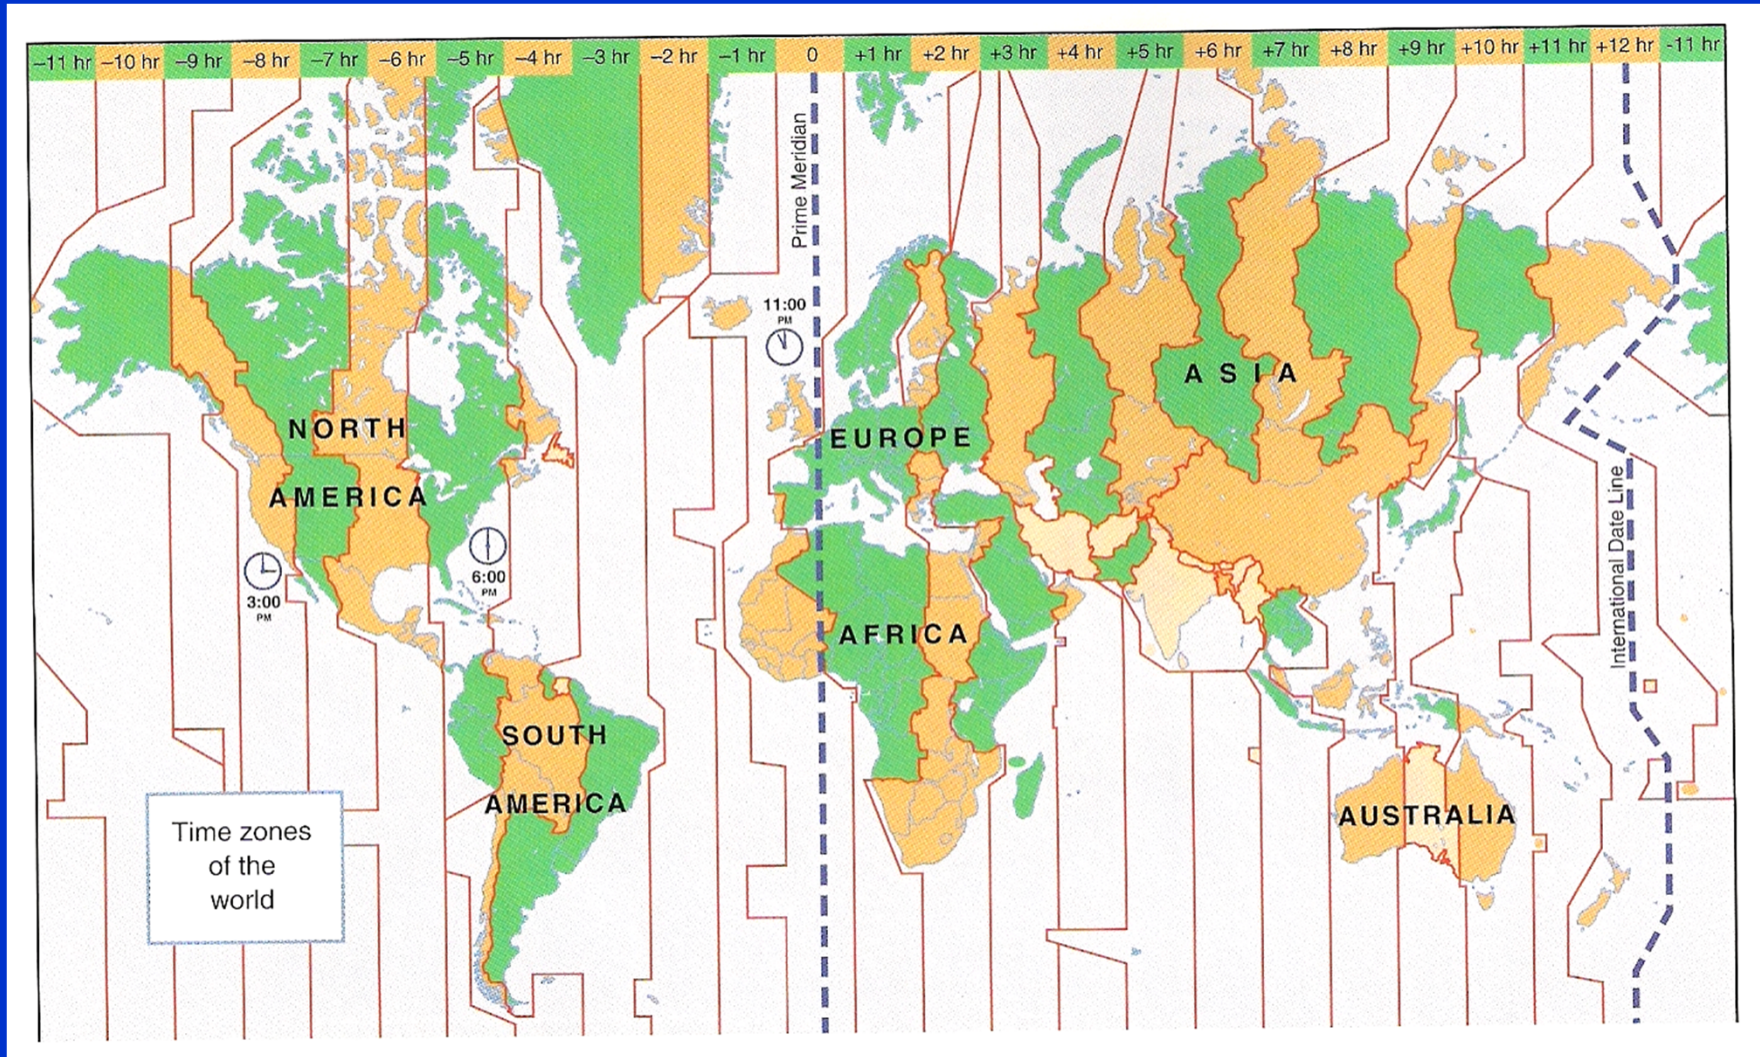 –11 hr –10 hr –9 hr –8 hr –7 hr –6 hr –5 hr –4 hr –3 hr –2 hr –1 hr 0 +1 hr +2 hr +3 hr +4 hr +5 hr +6 hr +7 hr +8 hr +9 hr +10 hr +11 hr +12 hr -11 hr
Prime Meridian
11:00
PM
ASIA
NORTH
AMERICA
EUROPE
3:00
PM
6:00
PM
International Date Line
AFRICA
SOUTH
AMERICA
AUSTRALIA
Time zones
of the
world